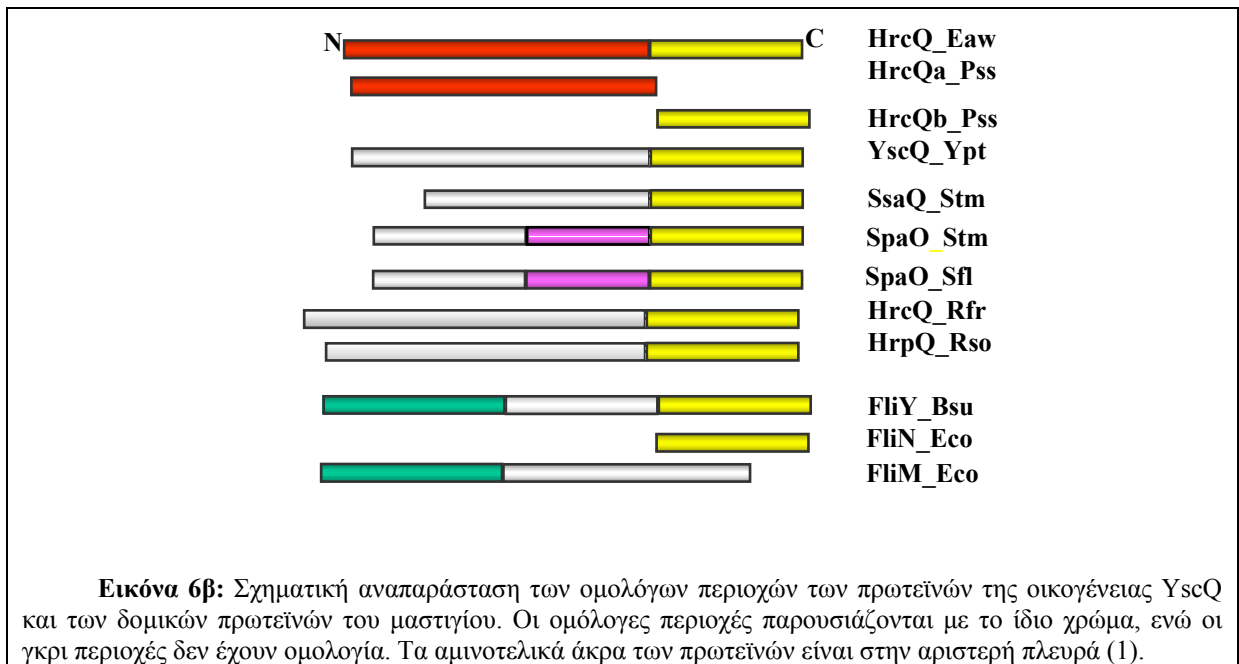 N
C
HrcQ_Eaw
HrcQa_Pss
HrcQb_Pss
YscQ_Ypt
SsaQ_Stm
SpaO_Stm
SpaO_Sfl
HrcQ_Rfr
HrpQ_Rso
FliY_Bsu
FliN_Eco
FliM_Eco
Εικόνα 6β: Σχηματική αναπαράσταση των ομολόγων περιοχών των πρωτεϊνών της οικογένειας YscQ
και των δομικών πρωτεϊνών του μαστιγίου. Οι ομόλογες περιοχές παρουσιάζονται με το ίδιο χρώμα, ενώ οι
γκρι περιοχές δεν έχουν ομολογία. Τα αμινοτελικά άκρα των πρωτεϊνών είναι στην αριστερή πλευρά (1).